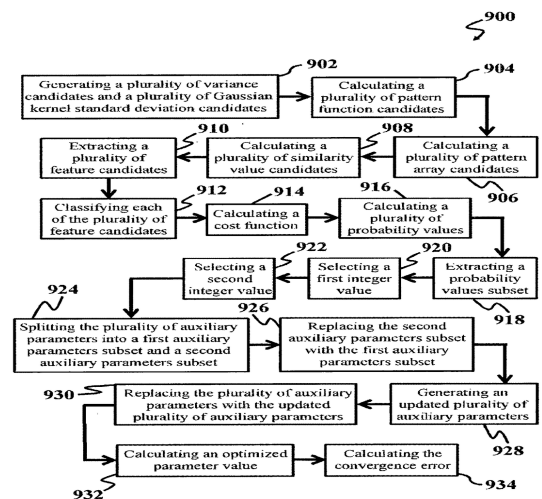 900
902
Generating a plurality of variance
candidates and a plurality of Gaussian
kernel standard deviation candidates
904
Calculating a
plurality of pattern
function candidates
910
Extracting a
plurality of
feature candidates
908
Calculating a
plurality of similarity
value candidates
Calculating a
plurality of pattern
array candidates
906
912
Classifying each
of the plurality of
feature candidates
914
Calculating a
cost function
916
Calculating a
plurality of
probability values
922
Selecting a
second
integer value
920
Selecting a
first integer
value
Extracting a
probability
values subset
918
924
Splitting the plurality of auxiliary
parameters into a first auxiliary
parameters subset and a second
auxiliary parameters subset
926
Replacing the second
auxiliary parameters subset
with the first auxiliary
parameters subset
930
Replacing the plurality of auxiliary
parameters with the updated
plurality of auxiliary parameters
Generating an
updated plurality of
auxiliary parameters
928
Calculating an optimized
parameter value
932
Calculating the
convergence error
934